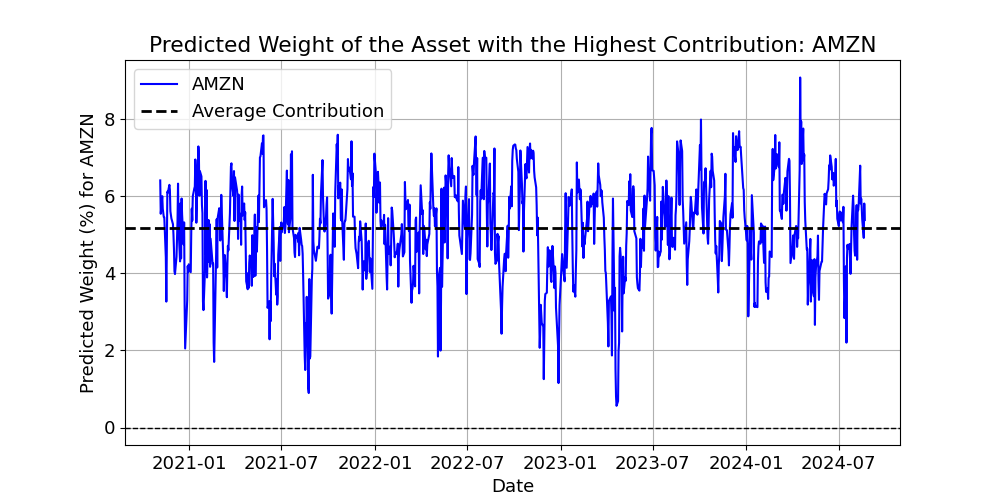 Predicted Weight of the Asset with the Highest Contribution: AMZN
AMZN
Average Contribution
Predicted Weight (%) for AMZN
8
6
4
2
0
2021-01 2021-07 2022-01 2022-07 2023-01 2023-07 2024-01 2024-07
Date